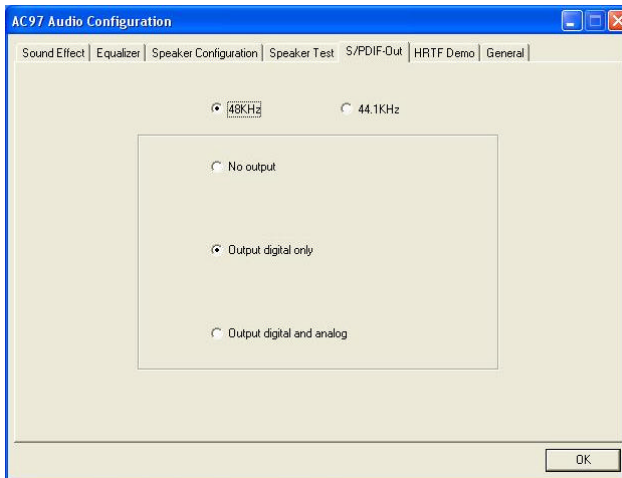 AC97 Audio Configuration
Sound Effect Equalizer Speaker Configuration Speaker Test S/PDIF-Out HRTF Demo General
48KHz 44.1KHz
No output
Output digital only
Output digital and analog
OK